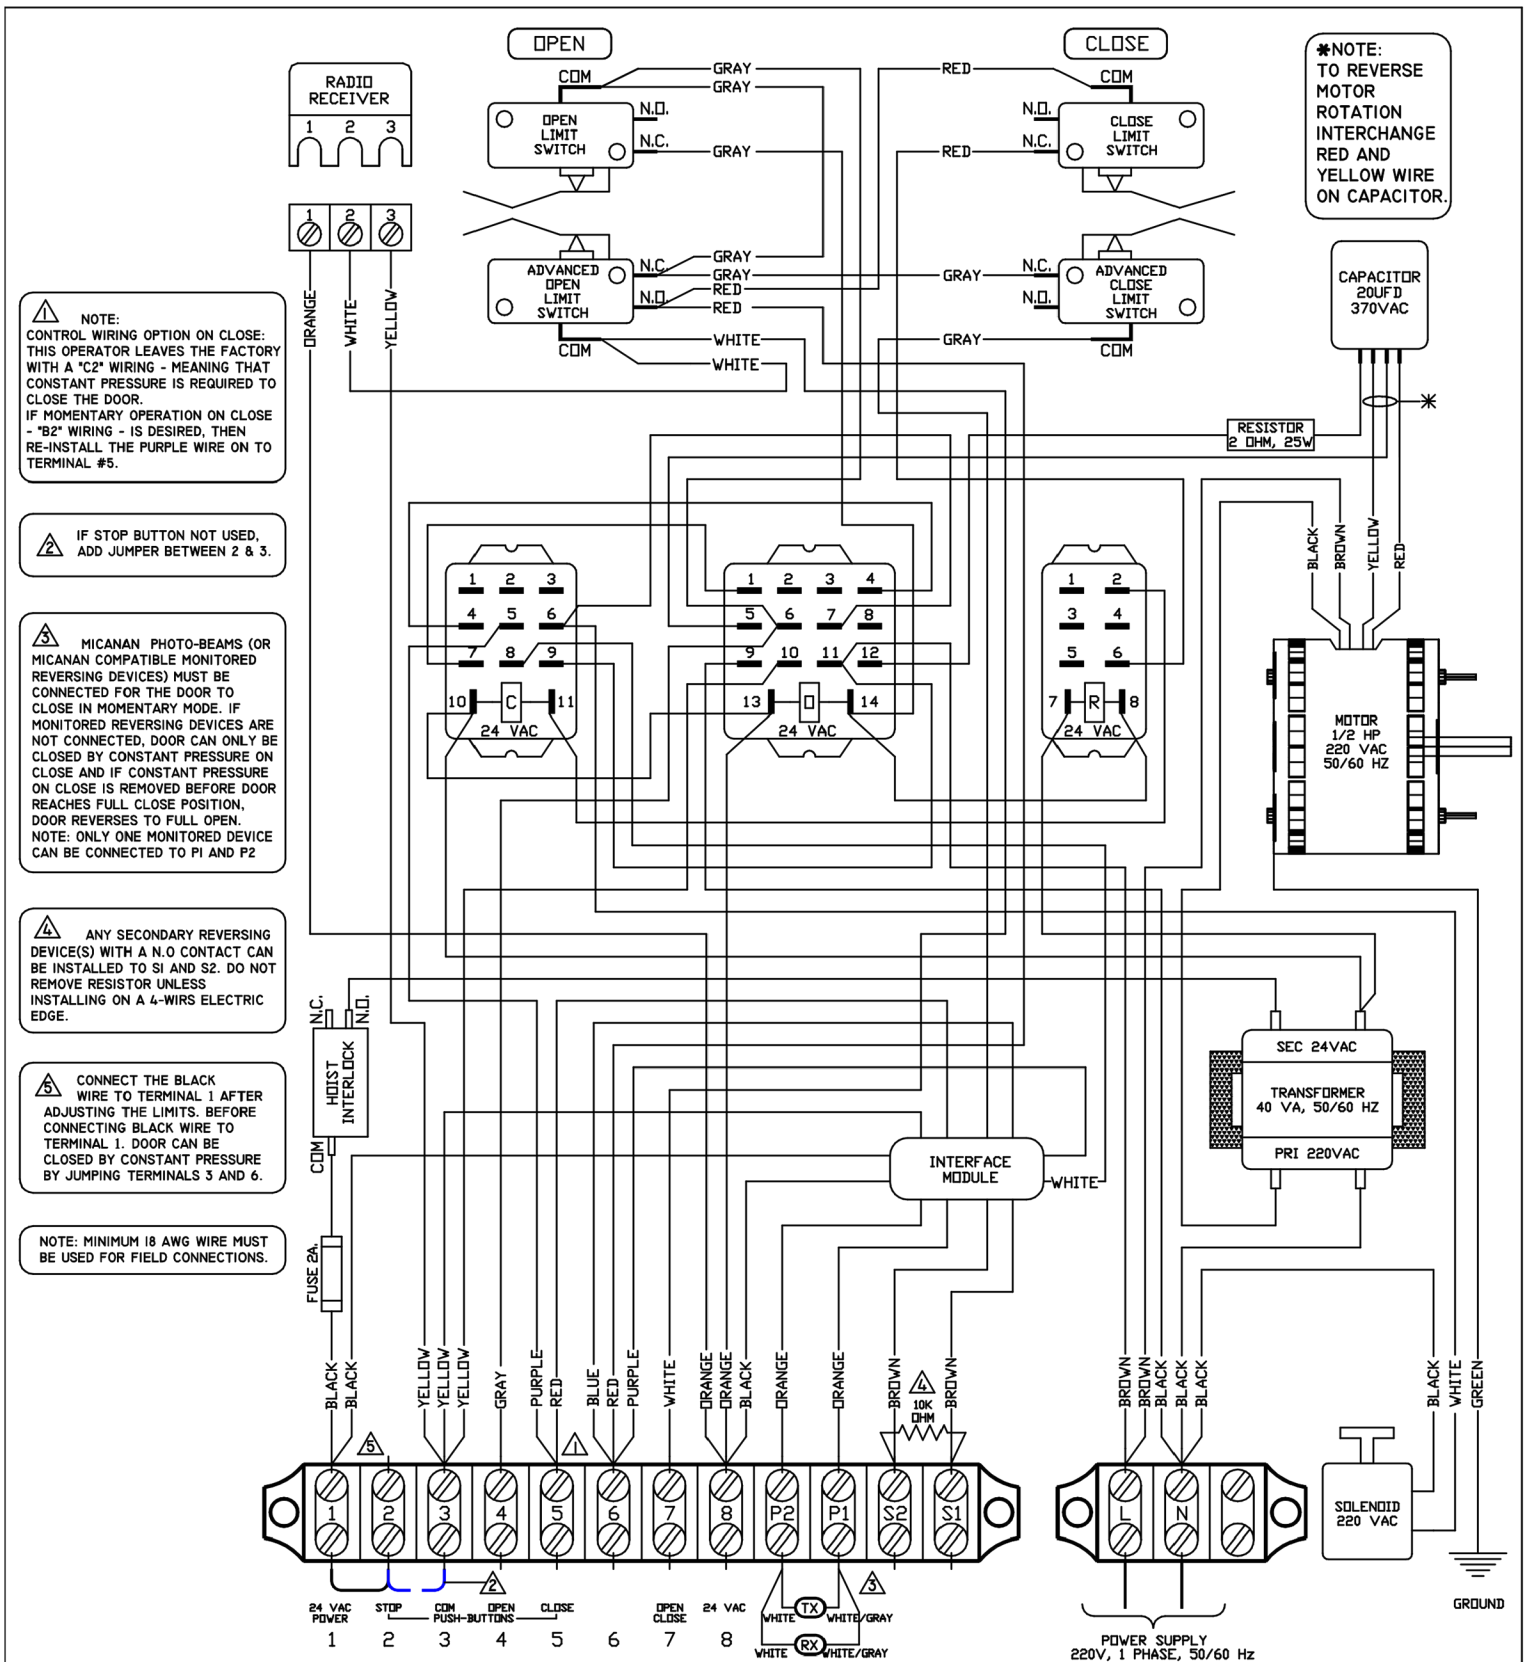 OPEN
CLOSE
RADIO
RECEIVER
1 2 3
1 2 3
ORANGE
WHITE
YELLOW
COM
OPEN
LIMIT
SWITCH
N.O.
N.C.
GRAY
GRAY
GRAY
ADVANCED
OPEN
LIMIT
SWITCH
N.C.
N.O.
COM
GRAY
GRAY
RED
RED
WHITE
WHITE
RED
RED
COM
N.O.
N.C.
CLOSE
LIMIT
SWITCH
GRAY
GRAY
N.C.
N.O.
ADVANCED
CLOSE
LIMIT
SWITCH
COM
*NOTE:
TO REVERSE
MOTOR
ROTATION
INTERCHANGE
RED AND
YELLOW WIRE
ON CAPACITOR.
CAPACITOR
20UFD
370VAC
*
RESISTOR
2 OHM, 25W
BLACK
BROWN
YELLOW
RED
MOTOR
1/2 HP
220 VAC
50/60 HZ
1 NOTE:
CONTROL WIRING OPTION ON CLOSE:
THIS OPERATOR LEAVES THE FACTORY
WITH A "C2" WIRING - MEANING THAT
CONSTANT PRESSURE IS REQUIRED TO
CLOSE THE DOOR.
IF MOMENTARY OPERATION ON CLOSE
- "B2" WIRING - IS DESIRED, THEN
RE-INSTALL THE PURPLE WIRE ON TO
TERMINAL #5.
2 IF STOP BUTTON NOT USED,
ADD JUMPER BETWEEN 2 & 3.
3 MICANAN PHOTO-BEAMS (OR
MICANAN COMPATIBLE MONITORED
REVERSING DEVICES) MUST BE
CONNECTED FOR THE DOOR TO
CLOSE IN MOMENTARY MODE. IF
MONITORED REVERSING DEVICES ARE
NOT CONNECTED, DOOR CAN ONLY BE
CLOSED BY CONSTANT PRESSURE ON
CLOSE AND IF CONSTANT PRESSURE
ON CLOSE IS REMOVED BEFORE DOOR
REACHES FULL CLOSE POSITION,
DOOR REVERSES TO FULL OPEN.
NOTE: ONLY ONE MONITORED DEVICE
CAN BE CONNECTED TO P1 AND P2
4 ANY SECONDARY REVERSING
DEVICE(S) WITH A N.O CONTACT CAN
BE INSTALLED TO S1 AND S2. DO NOT
REMOVE RESISTOR UNLESS
INSTALLING ON A 4-WIRS ELECTRIC
EDGE.
5 CONNECT THE BLACK
WIRE TO TERMINAL 1 AFTER
ADJUSTING THE LIMITS. BEFORE
CONNECTING BLACK WIRE TO
TERMINAL 1. DOOR CAN BE
CLOSED BY CONSTANT PRESSURE
BY JUMPING TERMINALS 3 AND 6.
NOTE: MINIMUM 18 AWG WIRE MUST
BE USED FOR FIELD CONNECTIONS.
1 2 3
4 5 6
7 8 9
10 C 11
24 VAC
1 2 3 4
5 6 7 8
9 10 11 12
13 O 14
24 VAC
1 2
3 4
5 6
7 R 8
24 VAC
N.C.
N.O.
HOIST
INTERLOCK
COM
FUSE 2A.
SEC 24VAC
TRANSFORMER
40 VA, 50/60 HZ
PRI 220VAC
INTERFACE
MODULE
WHITE
BLACK
BLACK
YELLOW
YELLOW
YELLOW
GRAY
PURPLE
RED
BLUE
RED
PURPLE
WHITE
ORANGE
ORANGE
BLACK
ORANGE
ORANGE
BROWN
4
10K
OHM
BROWN
BROWN
BROWN
BLACK
BLACK
BLACK
BLACK
WHITE
GREEN
5
1
1 2 3 4 5 6 7 8 P2 P1 S2 S1
L N
SOLENOID
220 VAC
GROUND
2
3
24 VAC
POWER
STOP COM OPEN CLOSE
PUSH-BUTTONS
OPEN
CLOSE
24 VAC
1 2 3 4 5 6 7 8
WHITE TX WHITE/GRAY
WHITE RX WHITE/GRAY
POWER SUPPLY
220V, 1 PHASE, 50/60 Hz